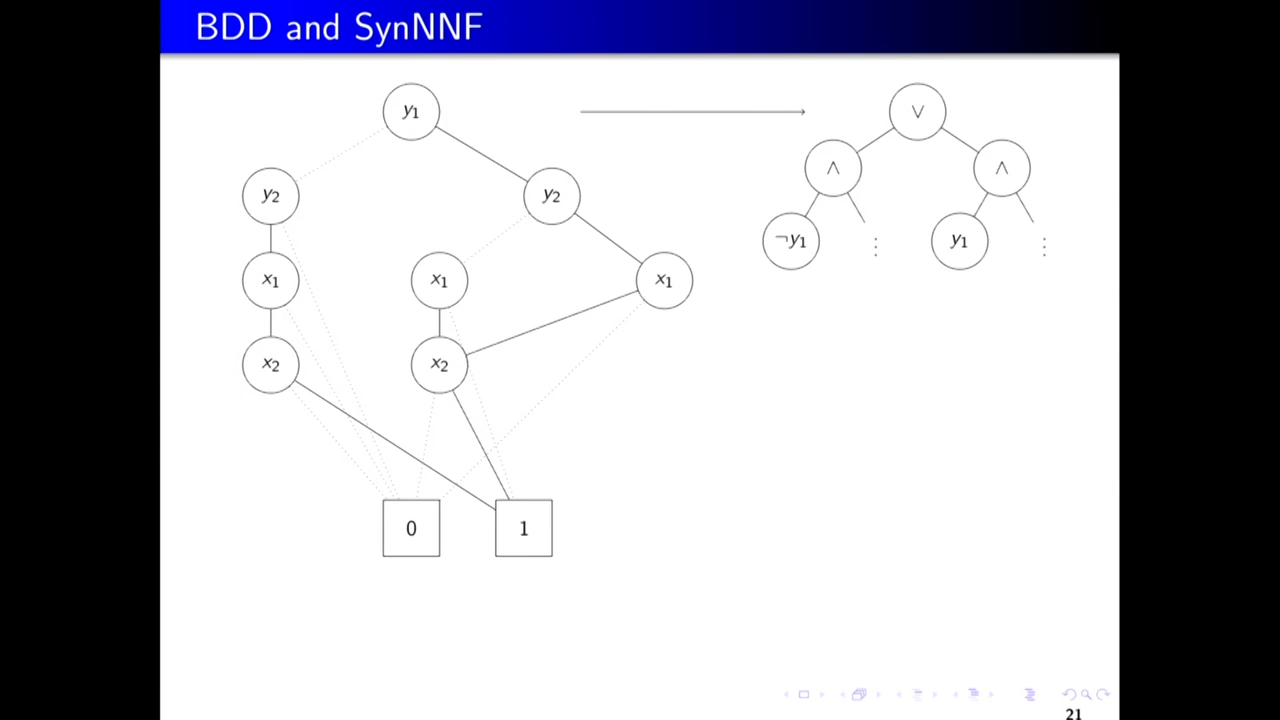 BDD and SynNNF
y1
∨
∧
∧
y2
y2
¬y1
⋮
y1
⋮
x1
x1
x1
x2
x2
0
1
21